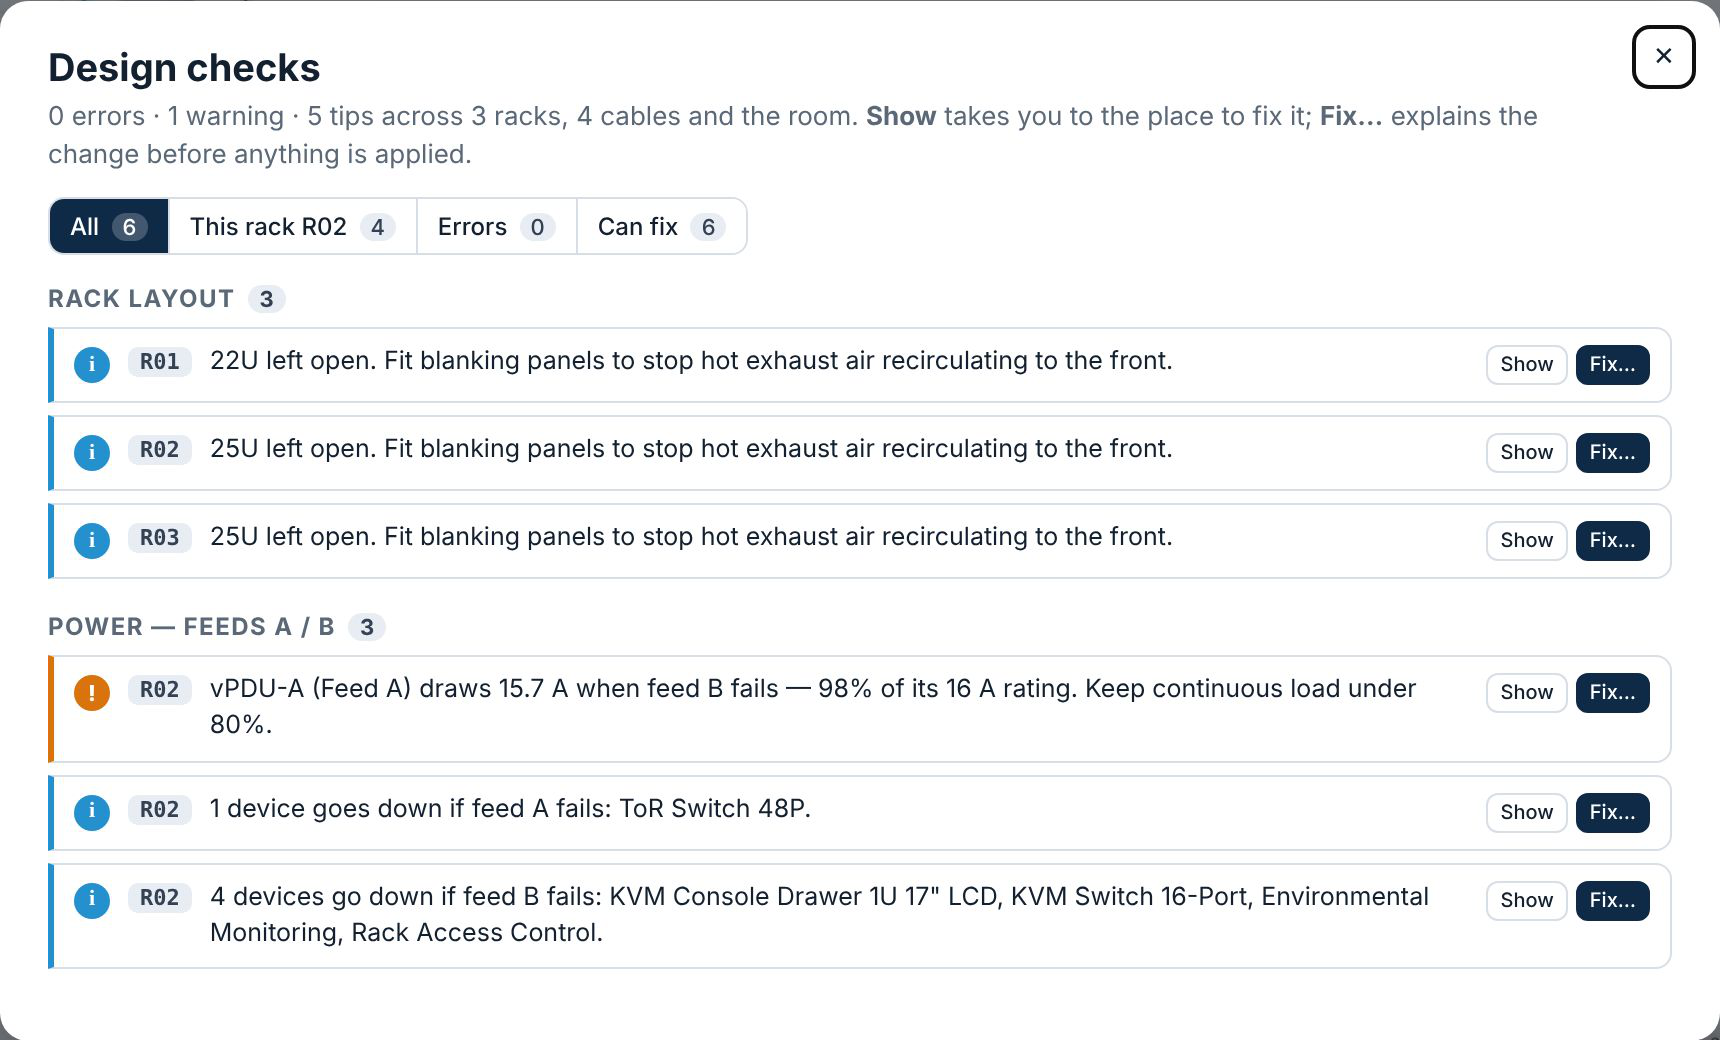 Design checks
×
0 errors · 1 warning · 5 tips across 3 racks, 4 cables and the room. Show takes you to the place to fix it; Fix... explains the
change before anything is applied.
All 6 This rack R02 4 Errors 0 Can fix 6
RACK LAYOUT 3
i R01 22U left open. Fit blanking panels to stop hot exhaust air recirculating to the front. Show Fix...
i R02 25U left open. Fit blanking panels to stop hot exhaust air recirculating to the front. Show Fix...
i R03 25U left open. Fit blanking panels to stop hot exhaust air recirculating to the front. Show Fix...
POWER — FEEDS A / B 3
! R02 vPDU-A (Feed A) draws 15.7 A when feed B fails — 98% of its 16 A rating. Keep continuous load under Show Fix...
80%.
i R02 1 device goes down if feed A fails: ToR Switch 48P. Show Fix...
i R02 4 devices go down if feed B fails: KVM Console Drawer 1U 17" LCD, KVM Switch 16-Port, Environmental Show Fix...
Monitoring, Rack Access Control.